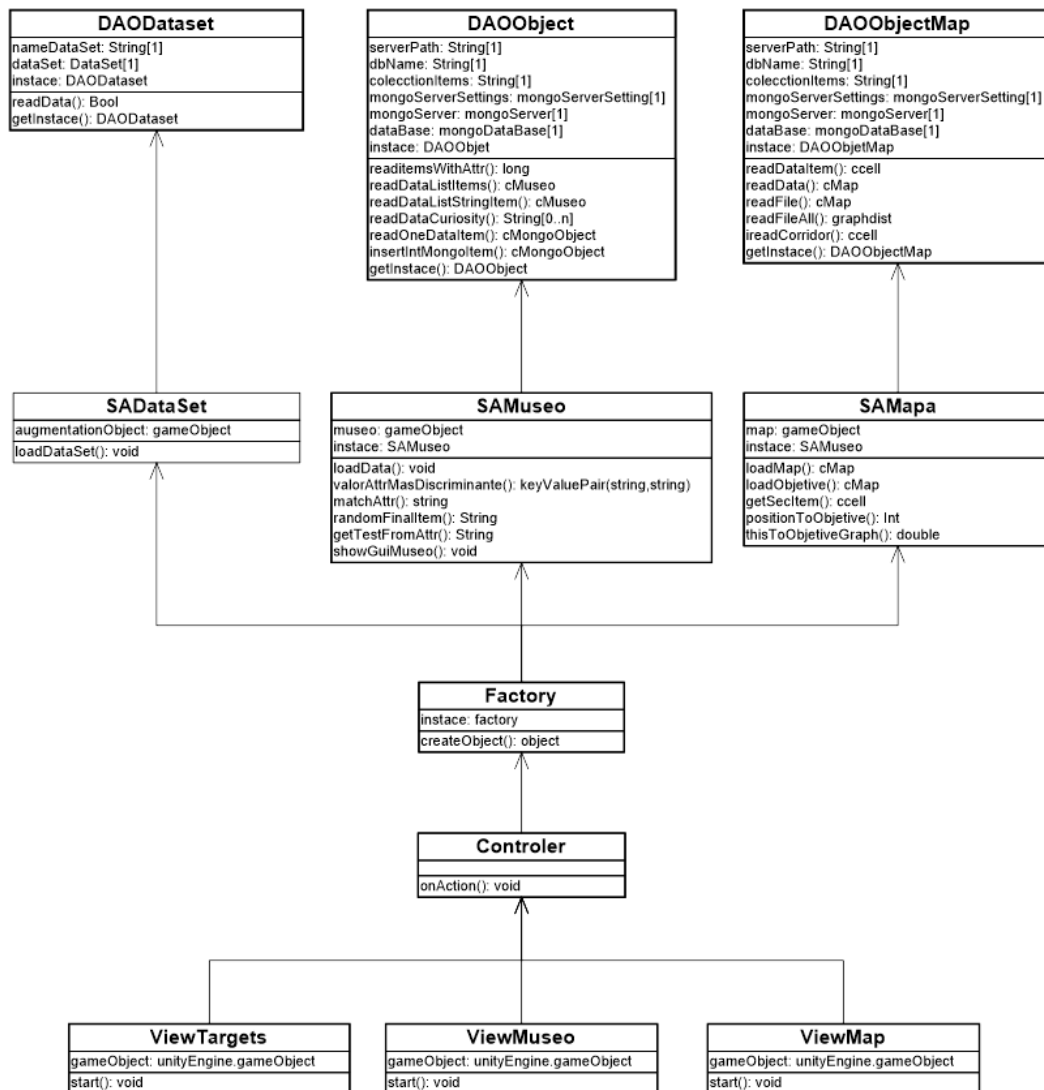 DAODataset
nameDataSet: String[1]
dataSet: DataSet[1]
instace: DAODataset
readData(): Bool
getInstace(): DAODataset
DAOObject
serverPath: String[1]
dbName: String[1]
colecctionItems: String[1]
mongoServerSettings: mongoServerSetting[1]
mongoServer: mongoServer[1]
dataBase: mongoDataBase[1]
instace: DAOObjet
readitemsWithAttr(): long
readDataListItems(): cMuseo
readDataListStringItem(): cMuseo
readDataCuriosity(): String[0..n]
readOneDataItem(): cMongoObject
insertIntMongoItem(): cMongoObject
getInstace(): DAOObject
DAOObjectMap
serverPath: String[1]
dbName: String[1]
colecctionItems: String[1]
mongoServerSettings: mongoServerSetting[1]
mongoServer: mongoServer[1]
dataBase: mongoDataBase[1]
instace: DAOObjetMap
readDataItem(): ccell
readData(): cMap
readFile(): cMap
readFileAll(): graphdist
ireadCorridor(): ccell
getInstace(): DAOObjectMap
SADataSet
augmentationObject: gameObject
loadDataSet(): void
SAMuseo
museo: gameObject
instace: SAMuseo
loadData(): void
valorAttrMasDiscriminante(): keyValuePair(string,string)
matchAttr(): string
randomFinalItem(): String
getTestFromAttr(): String
showGuiMuseo(): void
SAMapa
map: gameObject
instace: SAMuseo
loadMap(): cMap
loadObjetive(): cMap
getSecItem(): ccell
positionToObjetive(): Int
thisToObjetiveGraph(): double
Factory
instace: factory
createObject(): object
Controler
onAction(): void
ViewTargets
gameObject: unityEngine.gameObject
start(): void
ViewMuseo
gameObject: unityEngine.gameObject
start(): void
ViewMap
gameObject: unityEngine.gameObject
start(): void